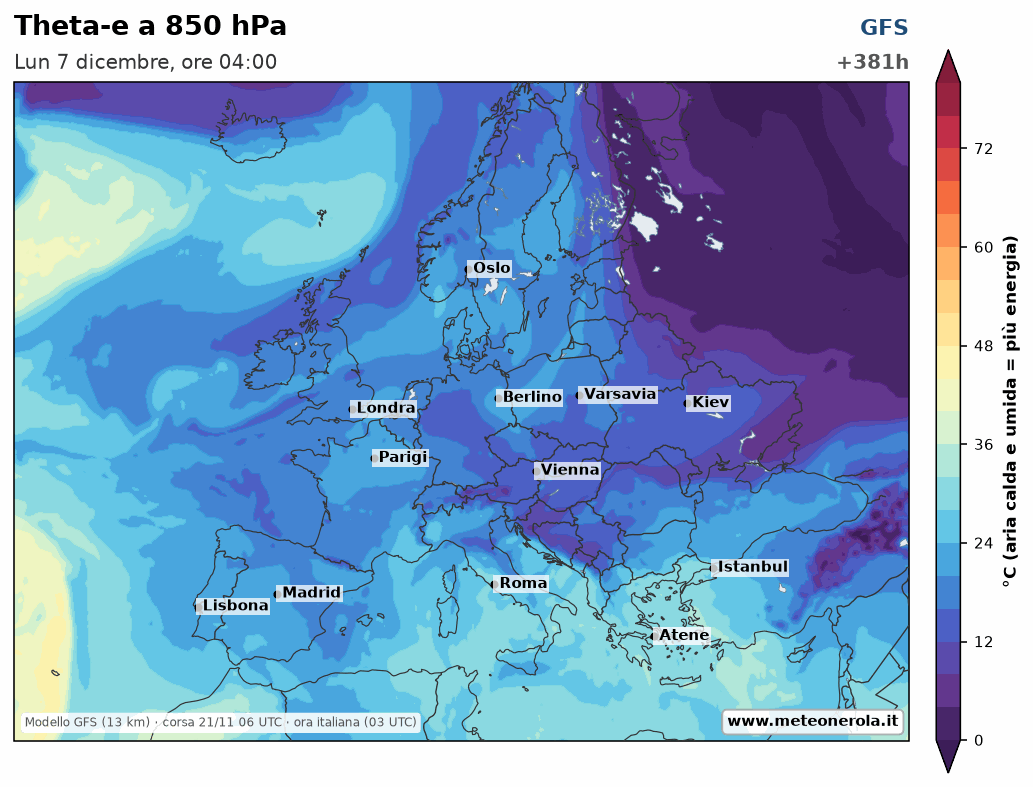 Theta-e a 850 hPa
GFS
Lun 7 dicembre, ore 04:00
+381h
72
60
48
36
24
12
0
°C (aria calda e umida = più energia)
Oslo
Londra
Berlino
Varsavia
Kiev
Parigi
Vienna
Istanbul
Roma
Madrid
Lisbona
Atene
Modello GFS (13 km) · corsa 21/11 06 UTC · ora italiana (03 UTC)
www.meteonerola.it